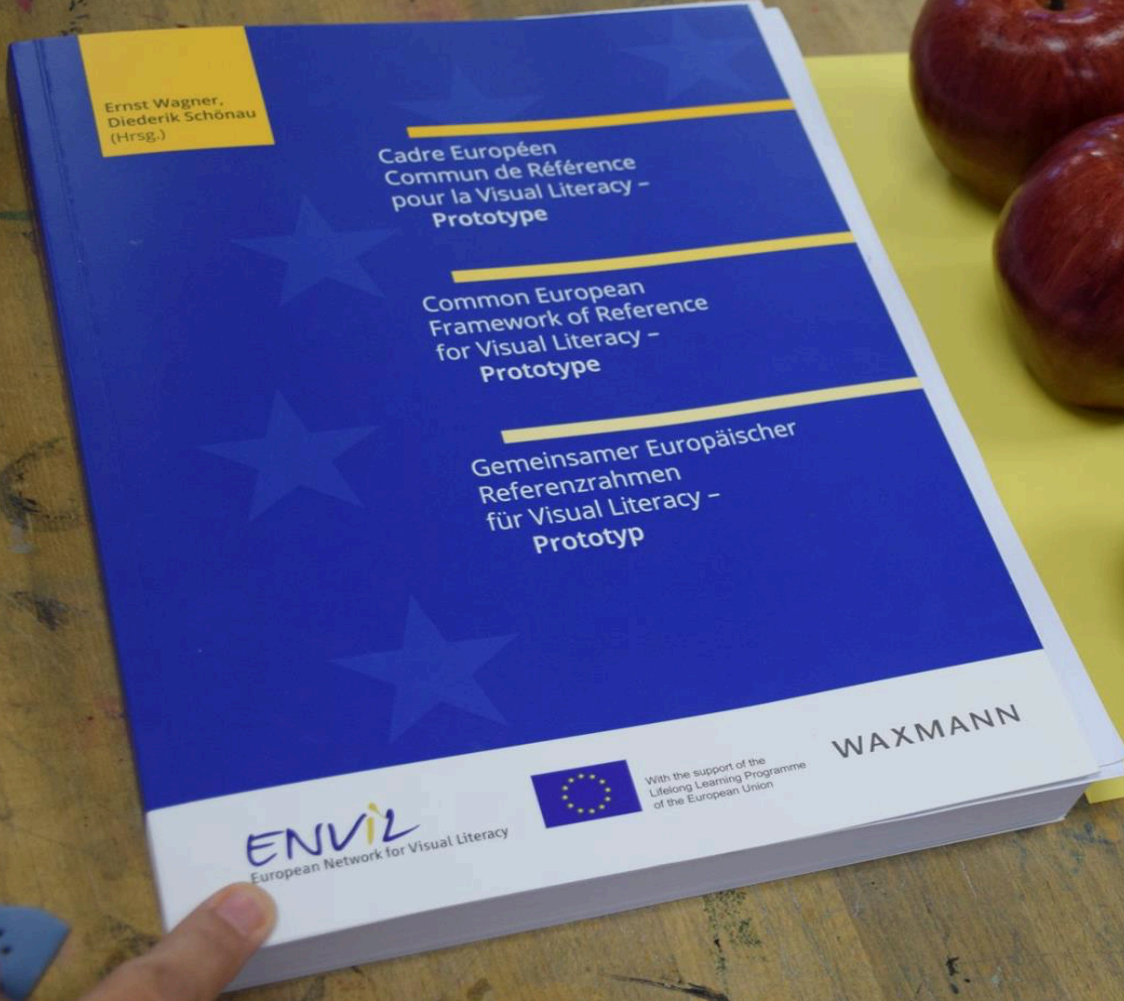 Ernst Wagner,
Diederik Schönau
(Hrsg.)
Cadre Européen
Commun de Référence
pour la Visual Literacy –
Prototype
Common European
Framework of Reference
for Visual Literacy –
Prototype
Gemeinsamer Europäischer
Referenzrahmen
für Visual Literacy –
Prototyp
ENViL
European Network for Visual Literacy
With the support of the
Lifelong Learning Programme
of the European Union
WAXMANN